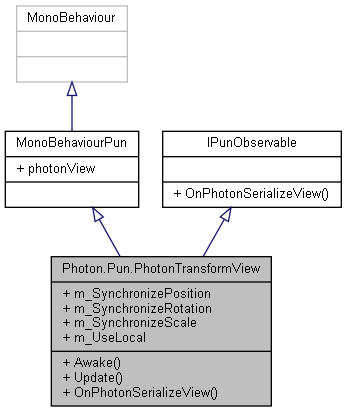 MonoBehaviour
MonoBehaviourPun
+ photonView
IPunObservable
+ OnPhotonSerializeView()
Photon.Pun.PhotonTransformView
+ m_SynchronizePosition
+ m_SynchronizeRotation
+ m_SynchronizeScale
+ m_UseLocal
+ Awake()
+ Update()
+ OnPhotonSerializeView()